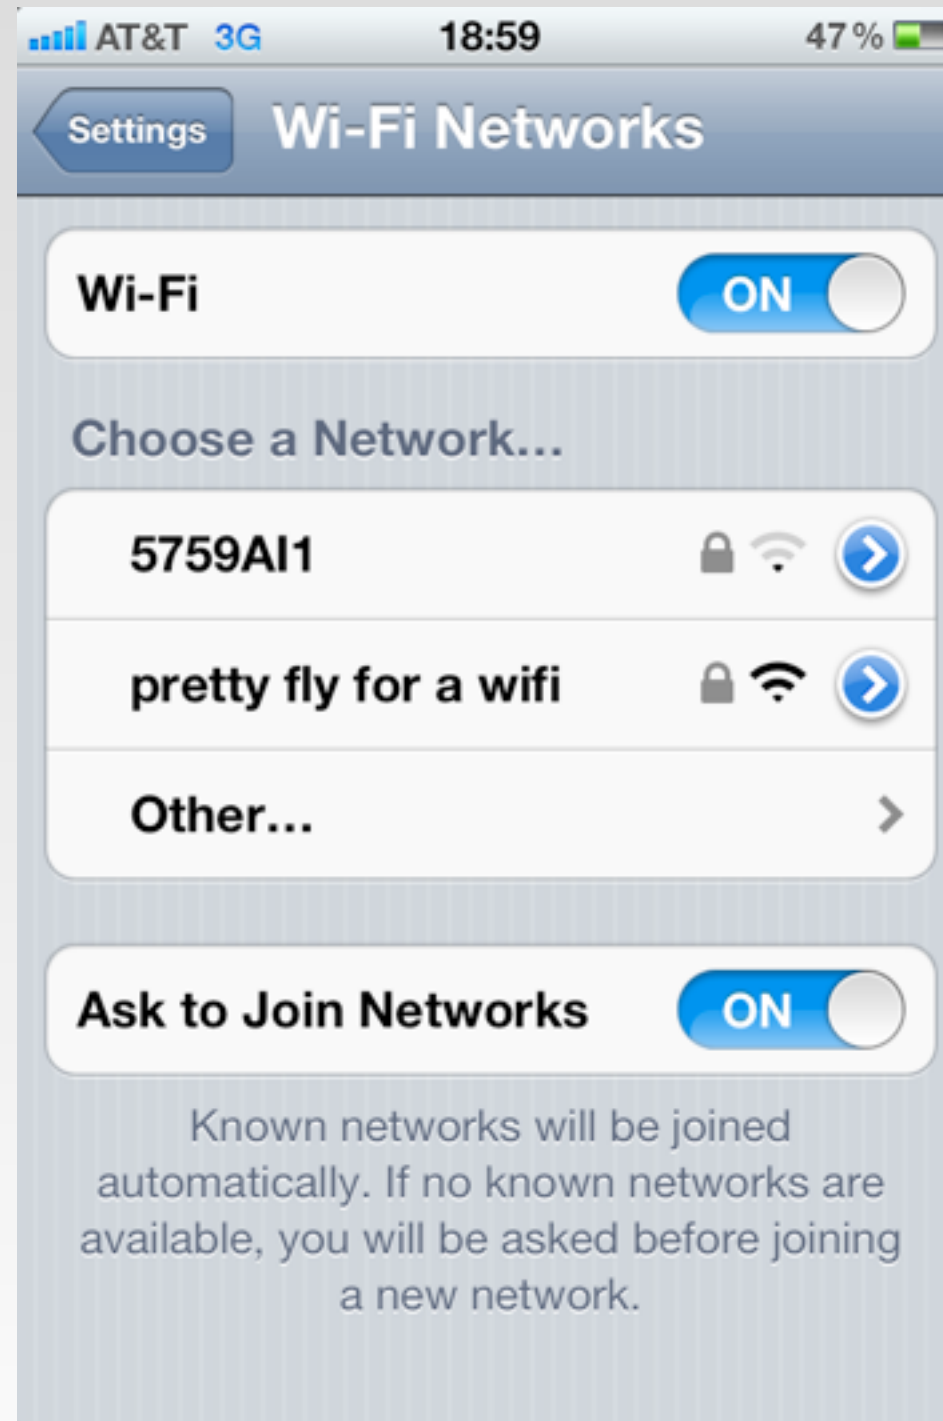 AT&T 3G 18:59 47%
Settings Wi-Fi Networks
Wi-Fi ON
Choose a Network...
5759AI1
pretty fly for a wifi
Other...
Ask to Join Networks ON
Known networks will be joined
automatically. If no known networks are
available, you will be asked before joining
a new network.